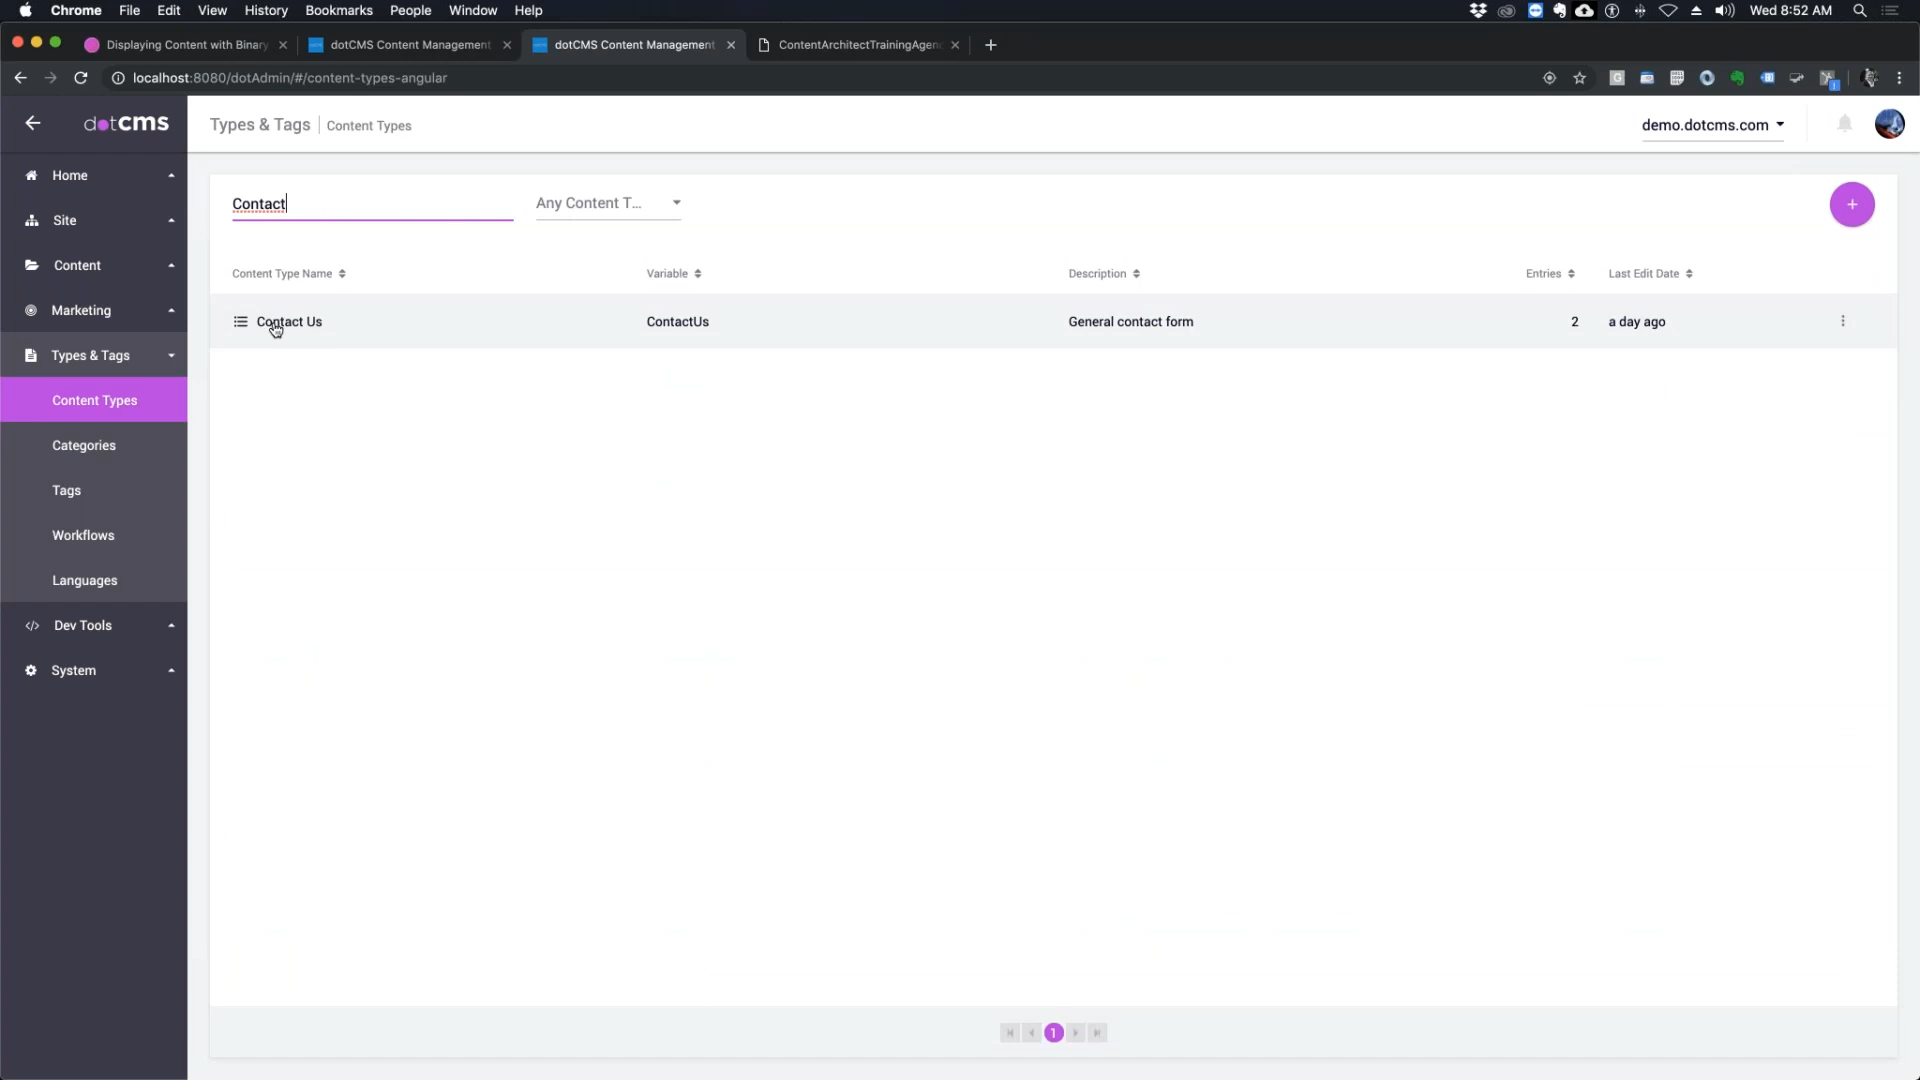 Chrome File Edit View History Bookmarks People Window Help Wed 8:52 AM
Displaying Content with Binary
dotCMS Content Management
dotCMS Content Management
ContentArchitectTrainingAgen
localhost:8080/dotAdmin/#/content-types-angular
dotCMS
Types & Tags Content Types
demo.dotcms.com
Home
Site
Content
Marketing
Types & Tags
Content Types
Categories
Tags
Workflows
Languages
Dev Tools
System
Contact
Any Content T...
Content Type Name Variable Description Entries Last Edit Date
Contact Us ContactUs General contact form 2 a day ago
1